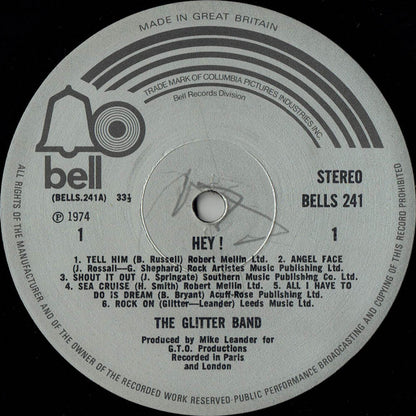 MADE IN GREAT BRITAIN
TRADE MARK OF COLUMBIA PICTURES INDUSTRIES INC.
Bell Records Division
bell
(BELLS.241A) 33⅓
℗ 1974
STEREO
BELLS 241
1
HEY !
1
1. TELL HIM (B. Russell) Robert Mellin Ltd. 2. ANGEL FACE
(J. Rossall—G. Shephard) Rock Artistes Music Publishing Ltd.
3. SHOUT IT OUT (J. Springate) Southern Music Publishing Co. Ltd.
4. SEA CRUISE (H. Smith) Robert Mellin Ltd. 5. ALL I HAVE TO
DO IS DREAM (B. Bryant) Acuff-Rose Publishing Ltd.
6. ROCK ON (Glitter—Leander) Leeds Music Ltd.
THE GLITTER BAND
Produced by Mike Leander for
G.T.O. Productions
Recorded in Paris
and London
ALL RIGHTS OF THE MANUFACTURER AND OF THE OWNER OF THE RECORDED WORK RESERVED·PUBLIC PERFORMANCE BROADCASTING AND COPYING OF THIS RECORD PROHIBITED